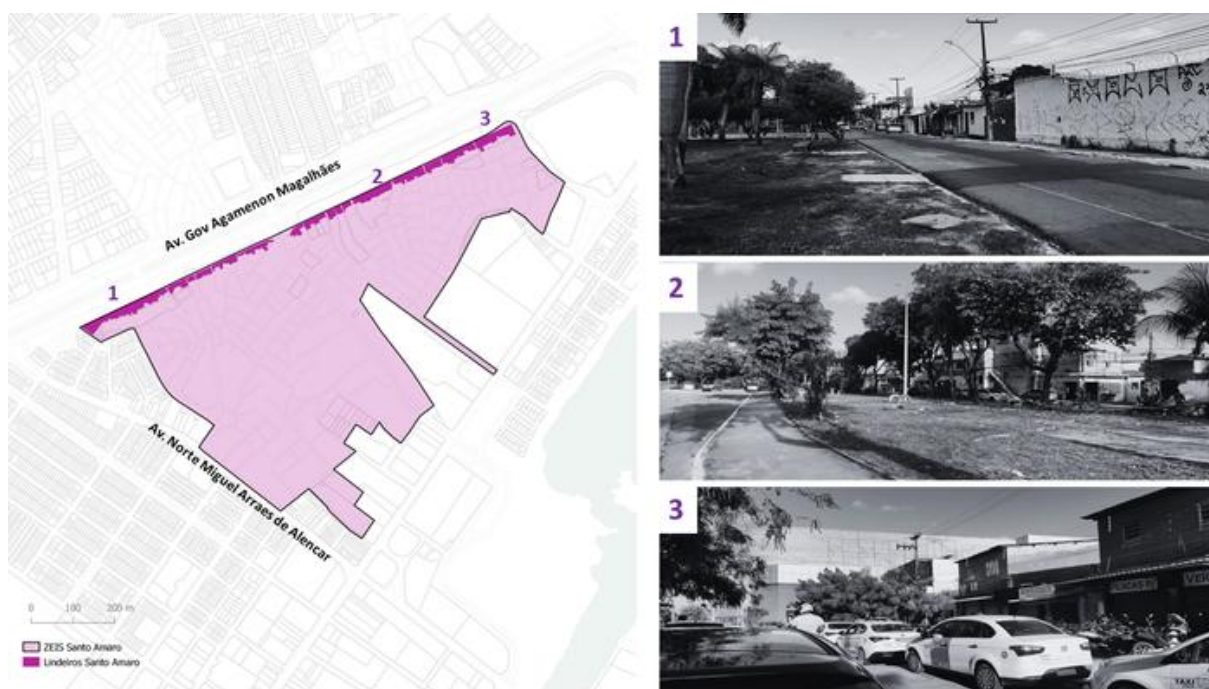 Av. Gov Agamenon Magalhães
1
2
3
Av. Norte Miguel Arraes de Alencar
0 100 200 m
ZEIS Santo Amaro
Lindeiros Santo Amaro
1
2
3
TAXI